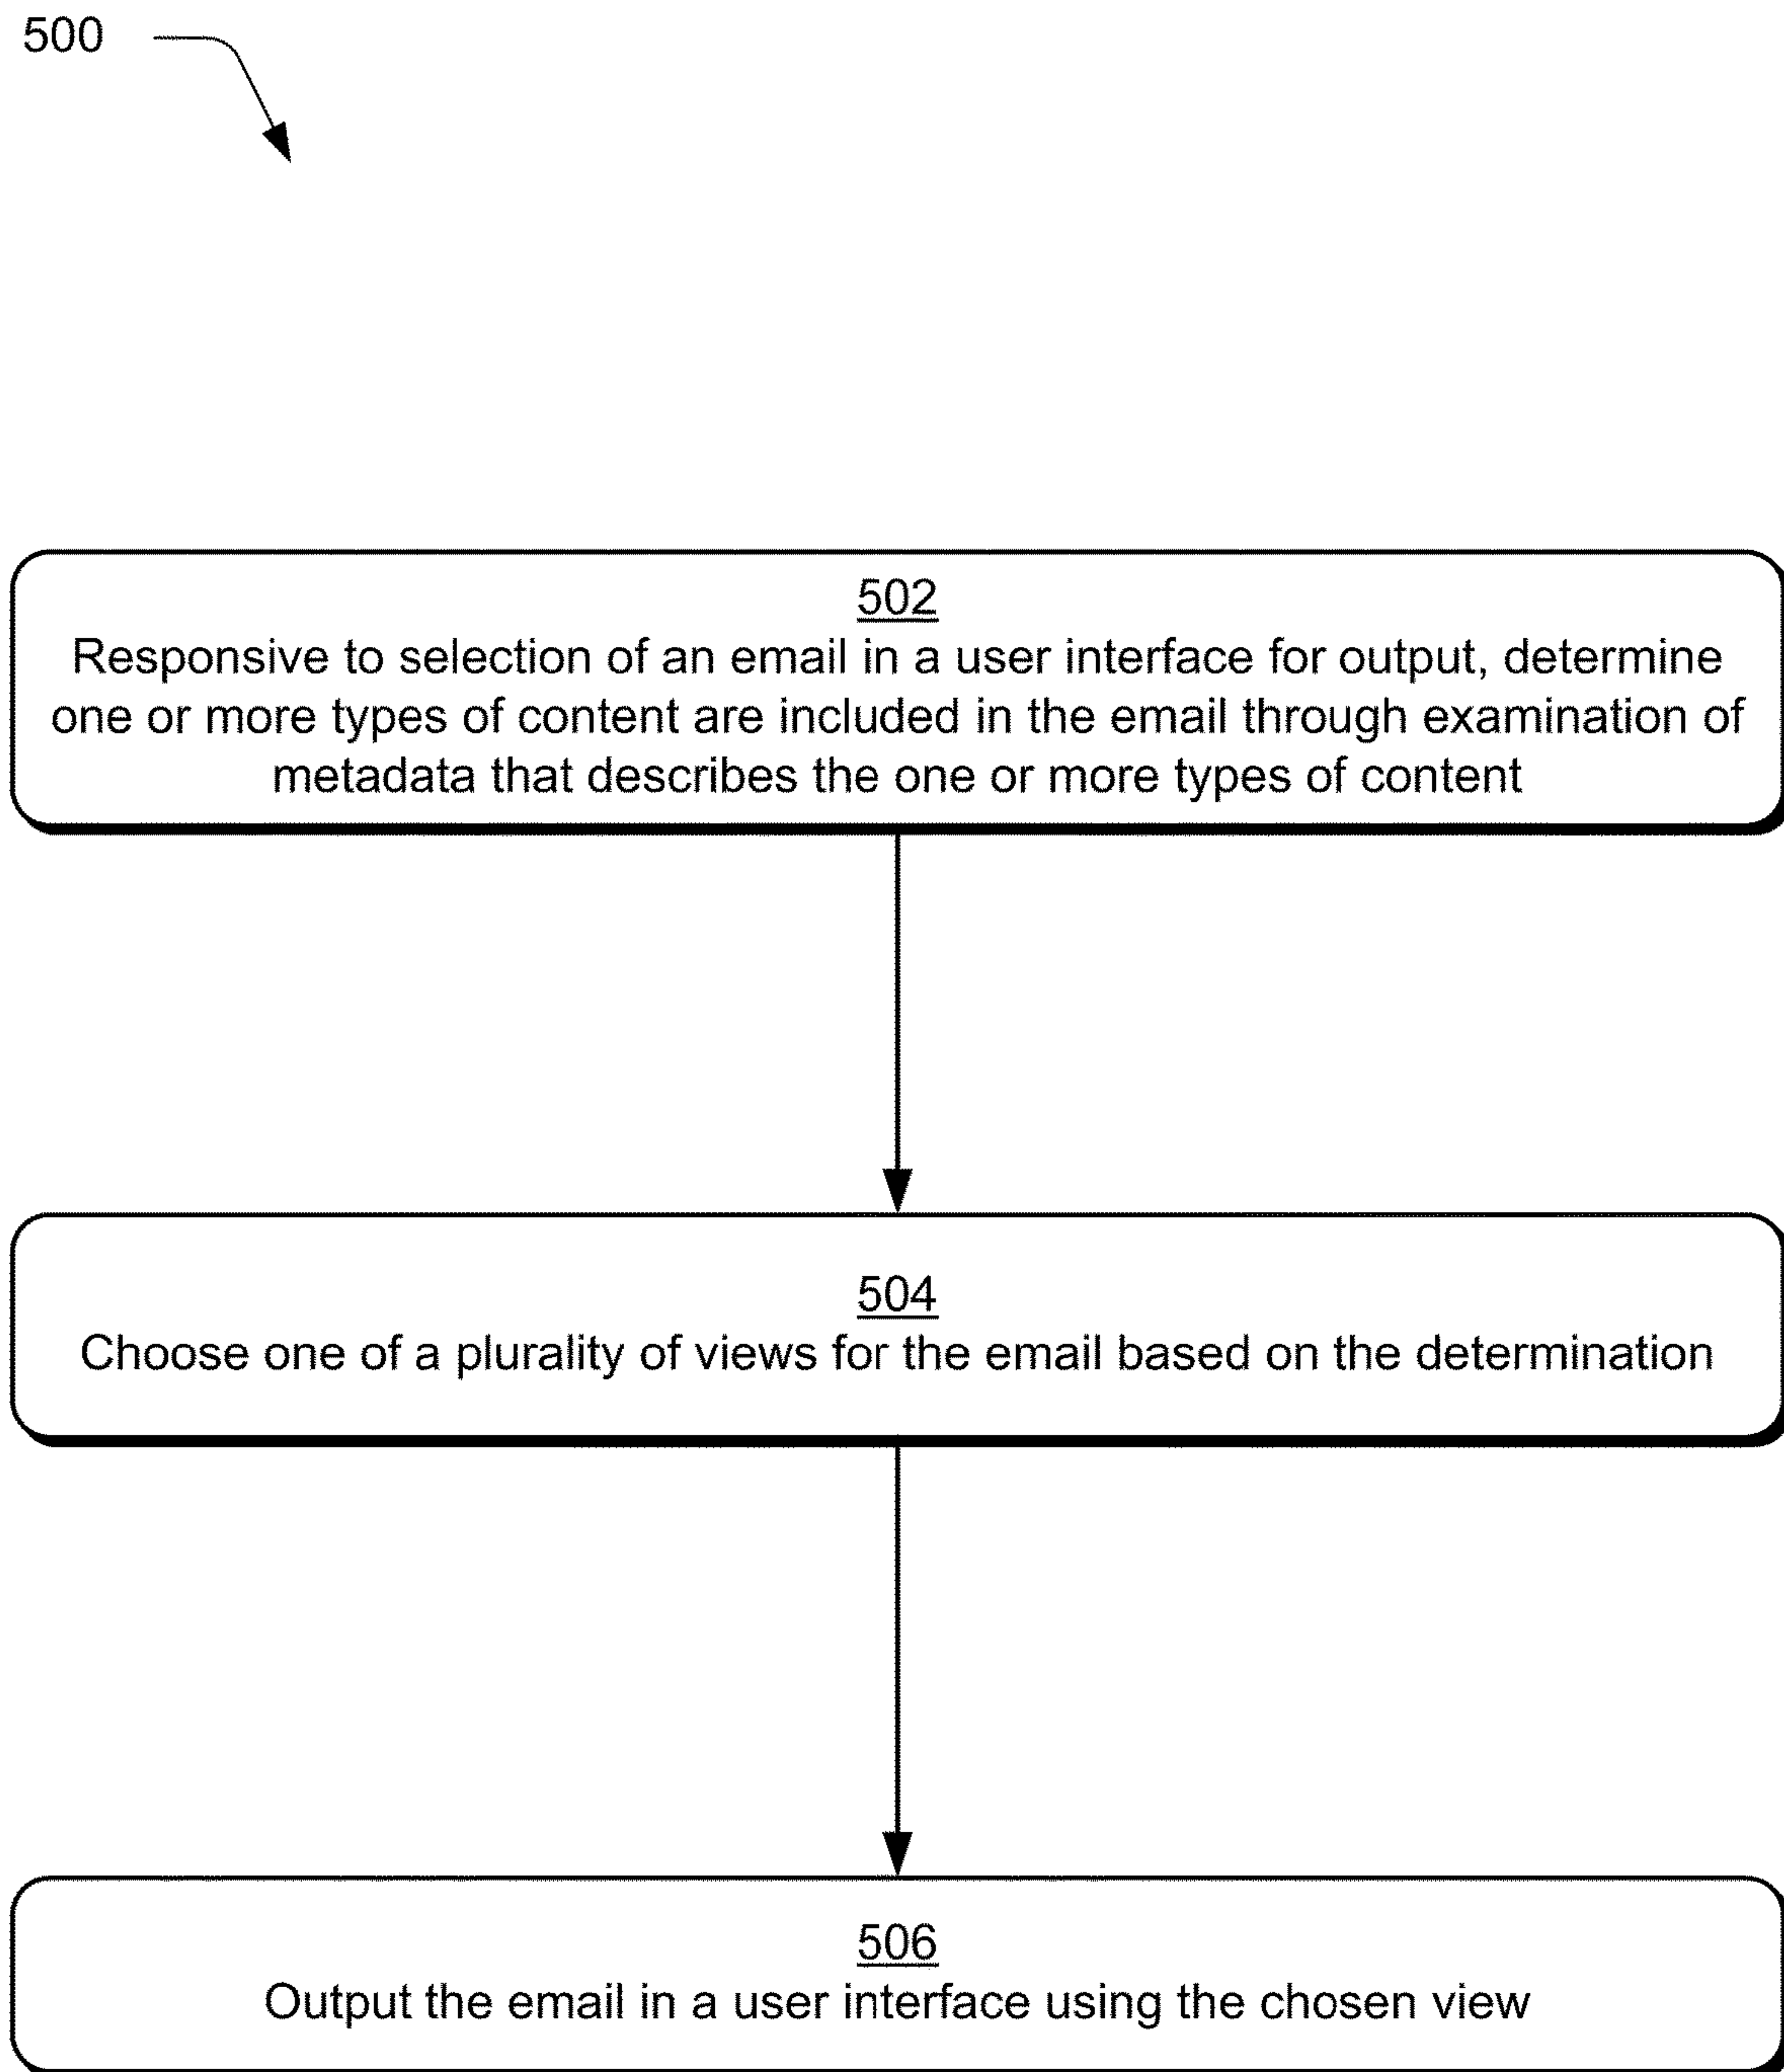 500
502
Responsive to selection of an email in a user interface for output, determine
one or more types of content are included in the email through examination of
metadata that describes the one or more types of content
504
Choose one of a plurality of views for the email based on the determination
506
Output the email in a user interface using the chosen view